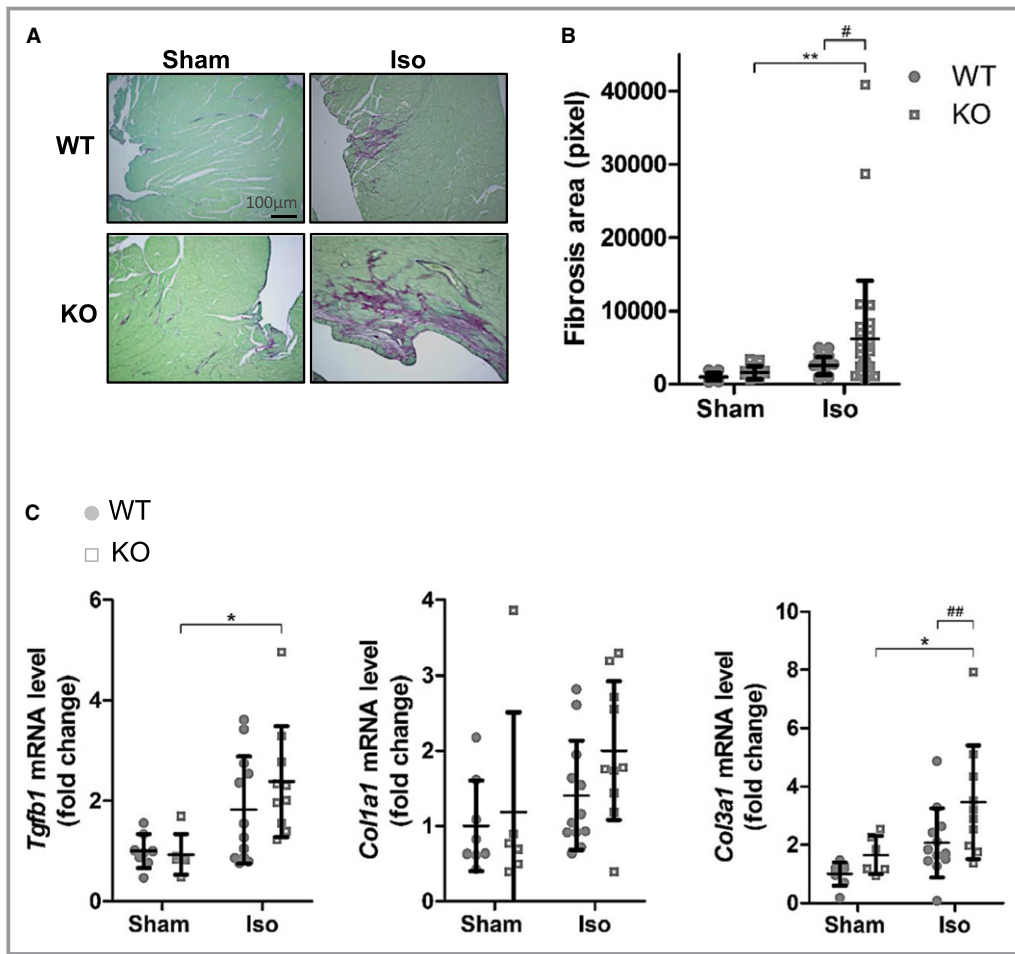 A
Sham Iso
WT
100µm
KO
B
Fibrosis area (pixel)
40000
30000
20000
10000
0
#
**
WT
KO
Sham Iso
C
WT
KO
Tgfb1 mRNA level
(fold change)
6
4
2
0
*
Sham Iso
Col1a1 mRNA level
(fold change)
4
3
2
1
0
Sham Iso
Col3a1 mRNA level
(fold change)
10
8
6
4
2
0
##
*
Sham Iso